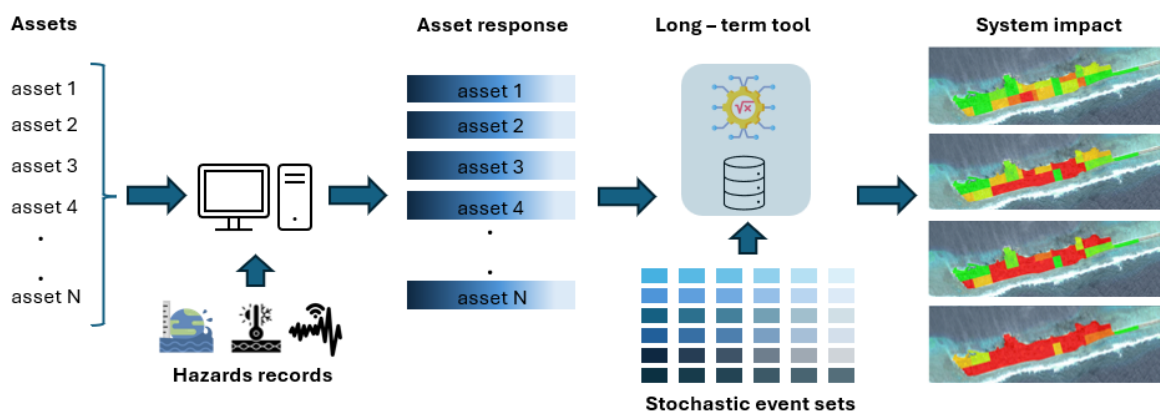 Assets
Asset response
Long – term tool
System impact
asset 1
asset 2
asset 3
asset 4
.
.
asset N
Hazards records
asset 1
asset 2
asset 3
asset 4
.
.
asset N
√x
Stochastic event sets